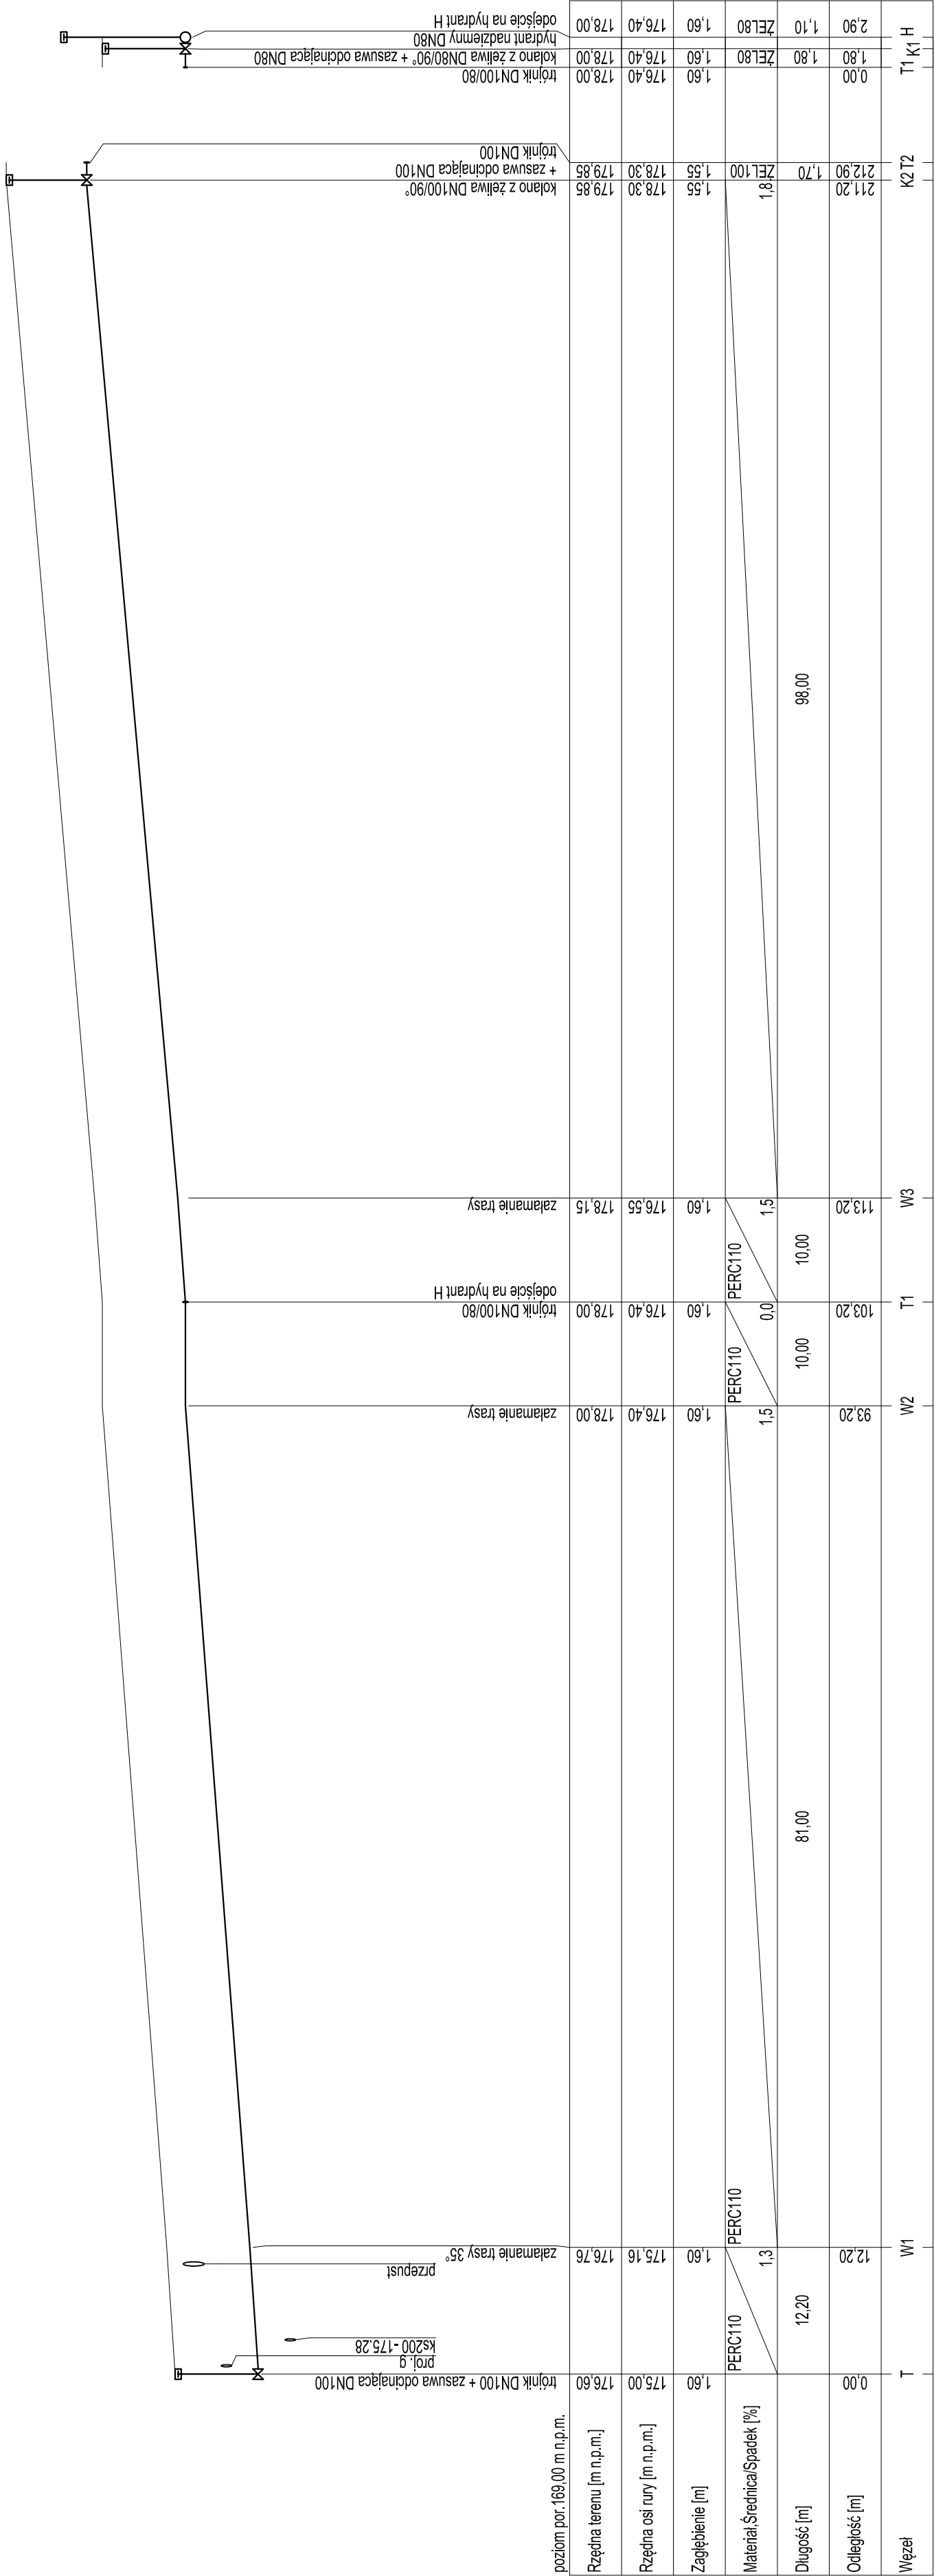 trójnik DN100 + zasuwa odcinająca DN100
proj. g
ks200 - 175.28
przepust
załamanie trasy 35°
załamanie trasy
trójnik DN100/80
odejście na hydrant H
załamanie trasy
kolano z żeliwa DN100/90°
+ zasuwa odcinająca DN100
trójnik DN100
trójnik DN100/80
kolano z żeliwa DN80/90° + zasuwa odcinająca DN80
hydrant nadziemny DN80
odejście na hydrant H
poziom por.169,00 m n.p.m.
Rzędna terenu [m n.p.m.] 176,60 176,76 178,00 178,00 178,15 179,85 179,85 178,00 178,00 178,00
Rzędna osi rury [m n.p.m.] 175,00 175,16 176,40 176,40 176,55 178,30 178,30 176,40 176,40 176,40
Zagłębienie [m] 1,60 1,60 1,60 1,60 1,60 1,55 1,55 1,60 1,60 1,60
Materiał,Średnica/Spadek [%] PERC110 1,3 PERC110 1,5 PERC110 0,0 PERC110 1,5 1,8 ŻEL100 ŻEL80 ŻEL80
Długość [m] 12,20 81,00 10,00 10,00 98,00 1,70 1,80 1,10
Odległość [m] 0,00 12,20 93,20 103,20 113,20 211,20 212,90 0,00 1,80 2,90
Węzeł T W1 W2 T1 W3 K2 T2 T1 K1 H